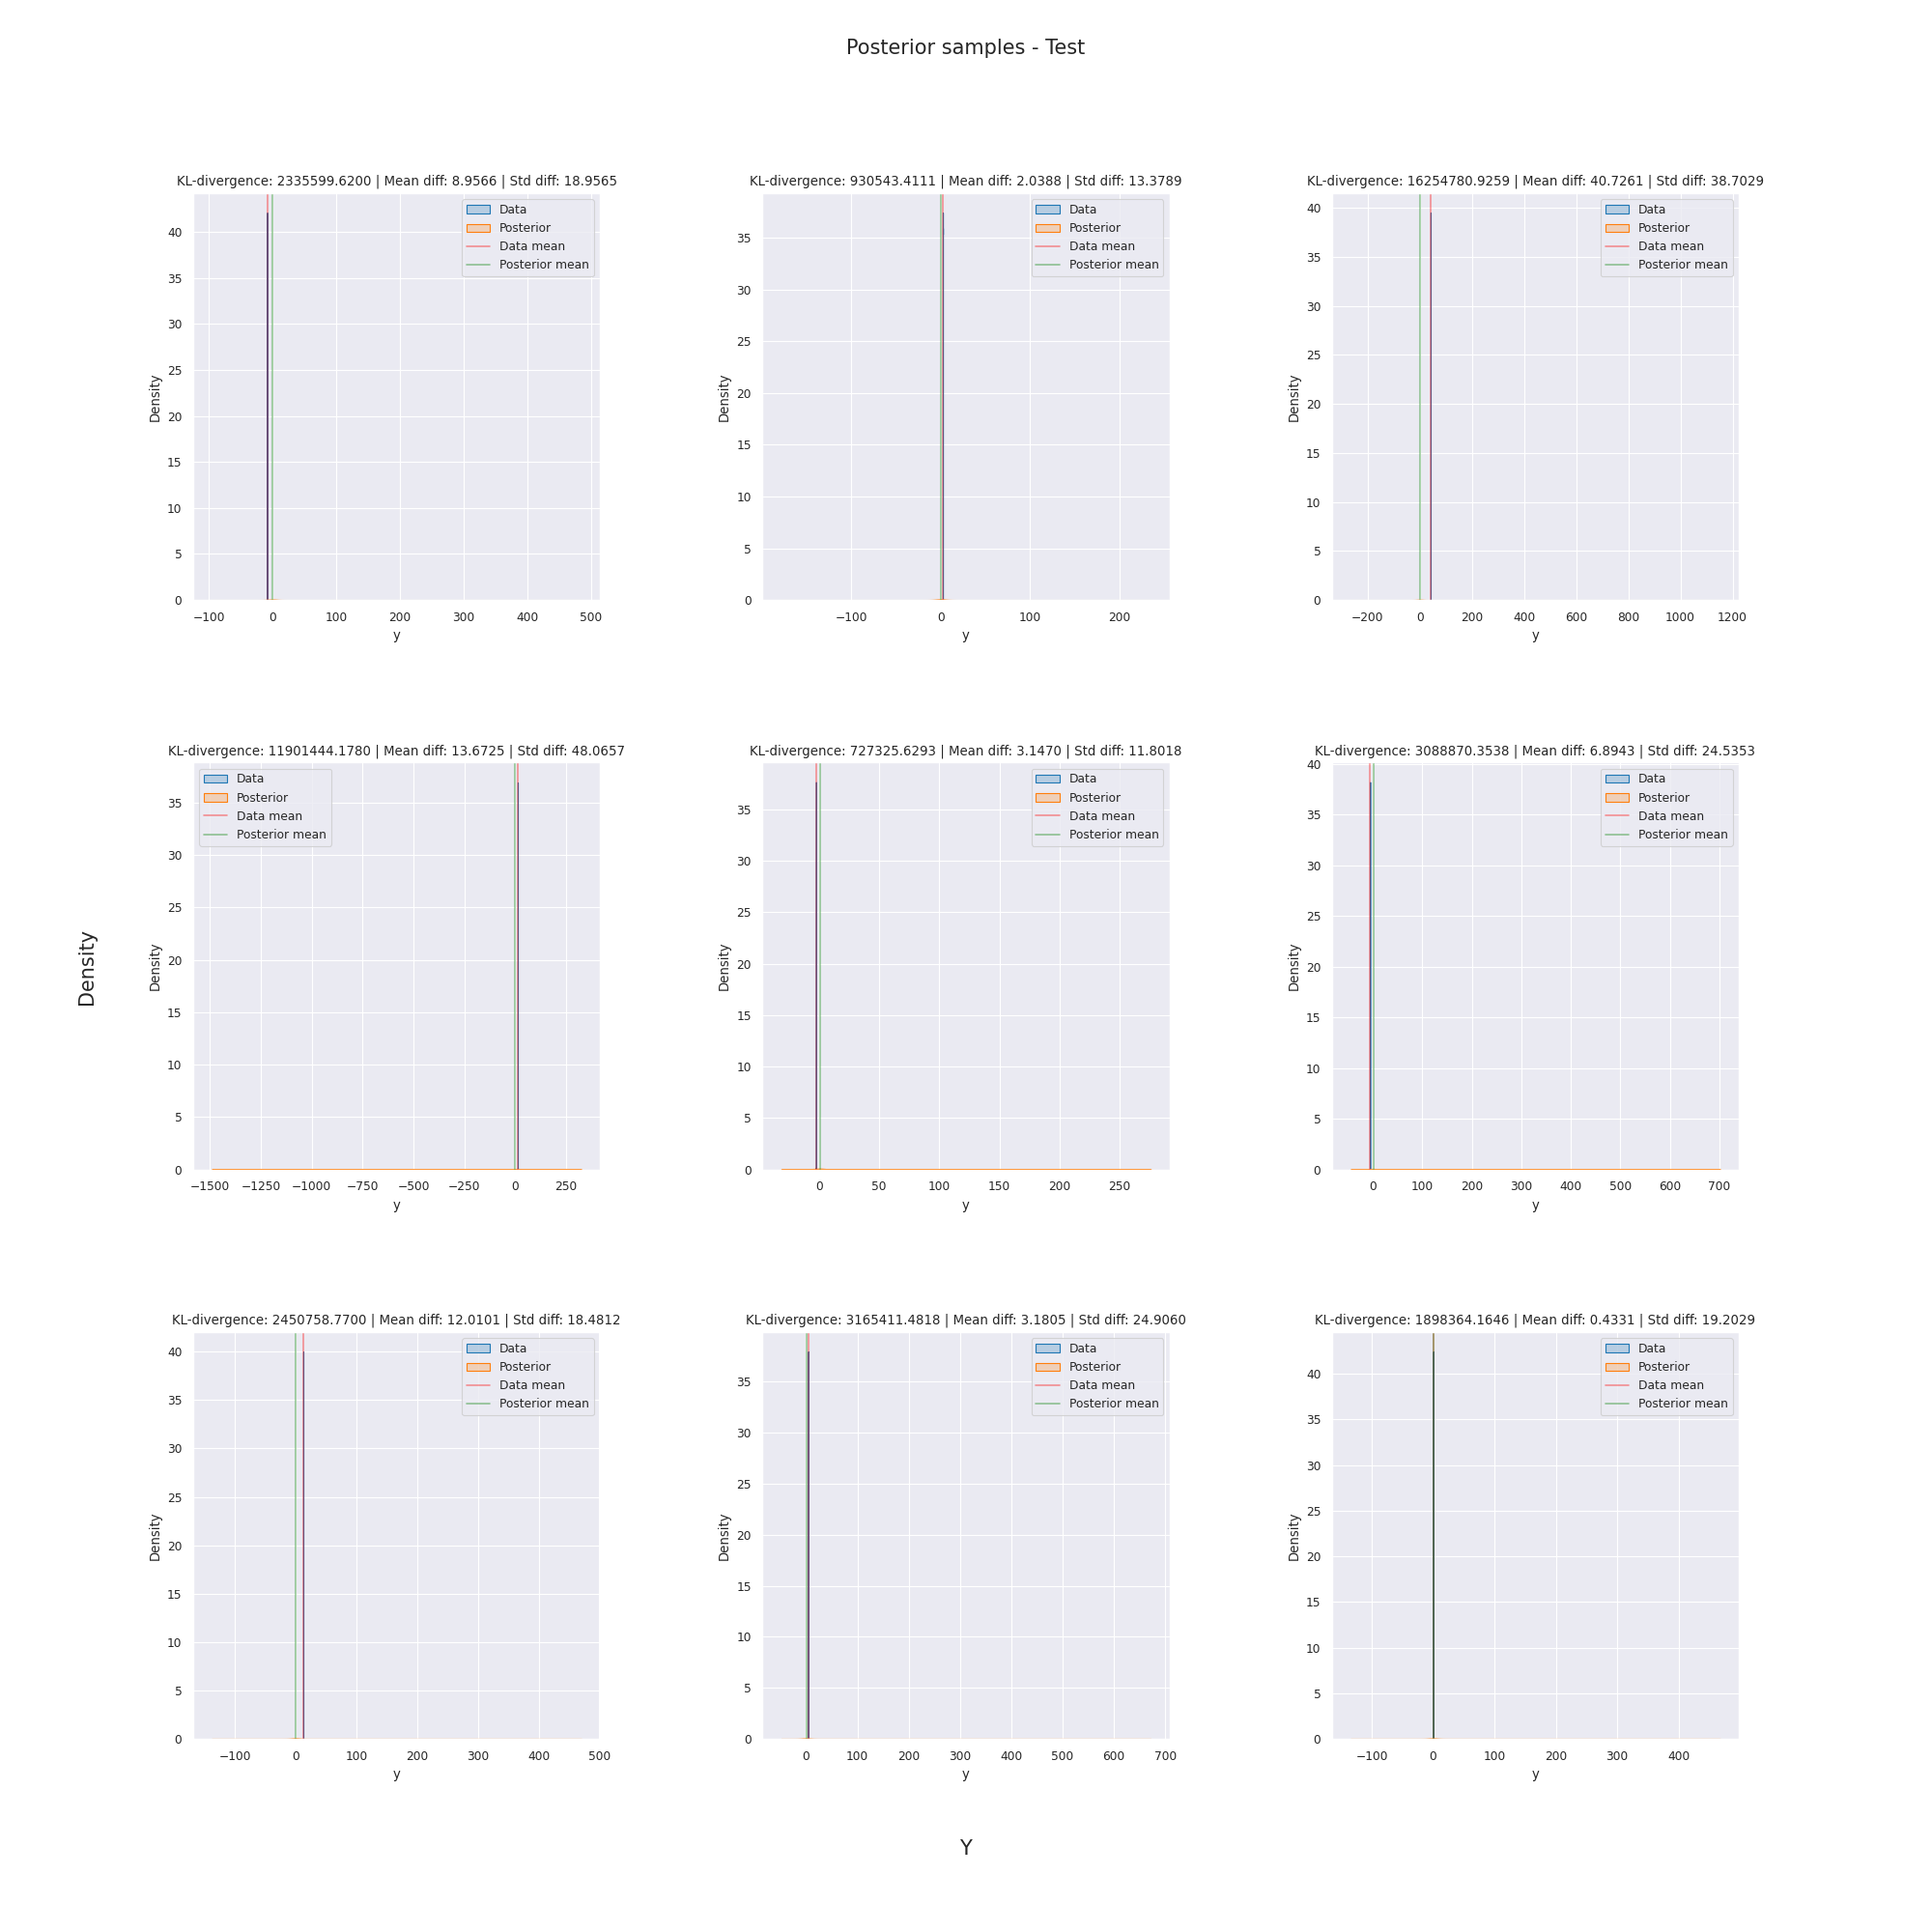 Posterior samples - Test
KL-divergence: 2335599.6200 | Mean diff: 8.9566 | Std diff: 18.9565
Data
Posterior
Data mean
Posterior mean
40
35
30
25
20
15
10
5
0
Density
−100 0 100 200 300 400 500
y
KL-divergence: 930543.4111 | Mean diff: 2.0388 | Std diff: 13.3789
Data
Posterior
Data mean
Posterior mean
35
30
25
20
15
10
5
0
Density
−100 0 100 200
y
KL-divergence: 16254780.9259 | Mean diff: 40.7261 | Std diff: 38.7029
Data
Posterior
Data mean
Posterior mean
40
35
30
25
20
15
10
5
0
Density
−200 0 200 400 600 800 1000 1200
y
KL-divergence: 11901444.1780 | Mean diff: 13.6725 | Std diff: 48.0657
Data
Posterior
Data mean
Posterior mean
35
30
25
20
15
10
5
0
Density
−1500 −1250 −1000 −750 −500 −250 0 250
y
KL-divergence: 727325.6293 | Mean diff: 3.1470 | Std diff: 11.8018
Data
Posterior
Data mean
Posterior mean
35
30
25
20
15
10
5
0
Density
0 50 100 150 200 250
y
KL-divergence: 3088870.3538 | Mean diff: 6.8943 | Std diff: 24.5353
Data
Posterior
Data mean
Posterior mean
40
35
30
25
20
15
10
5
0
Density
0 100 200 300 400 500 600 700
y
Density
KL-divergence: 2450758.7700 | Mean diff: 12.0101 | Std diff: 18.4812
Data
Posterior
Data mean
Posterior mean
40
35
30
25
20
15
10
5
0
Density
−100 0 100 200 300 400 500
y
KL-divergence: 3165411.4818 | Mean diff: 3.1805 | Std diff: 24.9060
Data
Posterior
Data mean
Posterior mean
35
30
25
20
15
10
5
0
Density
0 100 200 300 400 500 600 700
y
KL-divergence: 1898364.1646 | Mean diff: 0.4331 | Std diff: 19.2029
Data
Posterior
Data mean
Posterior mean
40
35
30
25
20
15
10
5
0
Density
−100 0 100 200 300 400
y
Y